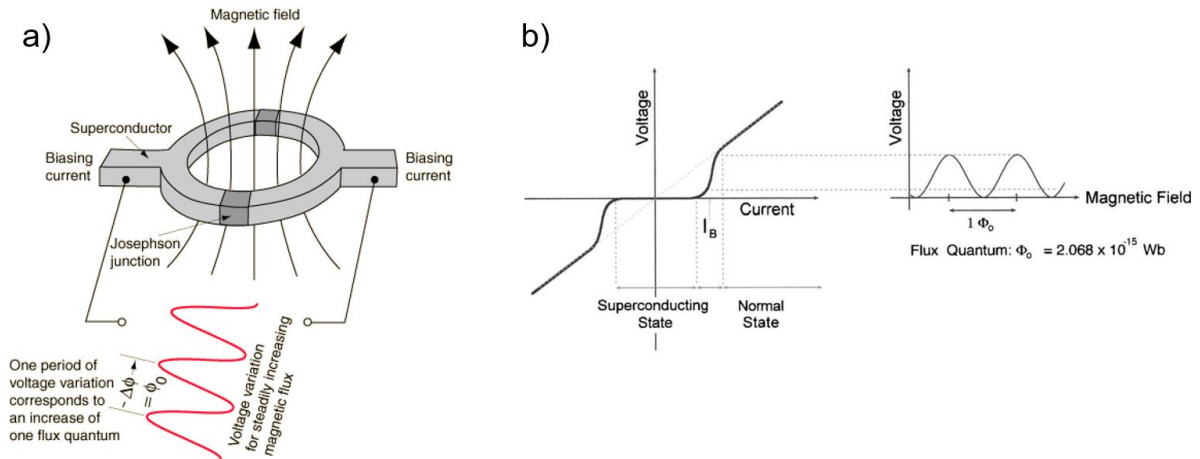 a)
Magnetic field
Superconductor
Biasing
current
Biasing
current
Josephson
junction
One period of
voltage variation
corresponds to
an increase of
one flux quantum
- Δϕ
= ϕ0
Voltage variation
for steadily increasing
magnetic flux
b)
Voltage
Current
I_B
Superconducting
State
Normal
State
Voltage
Magnetic Field
1 Φo
Flux Quantum: Φo = 2.068 x 10^-15 Wb